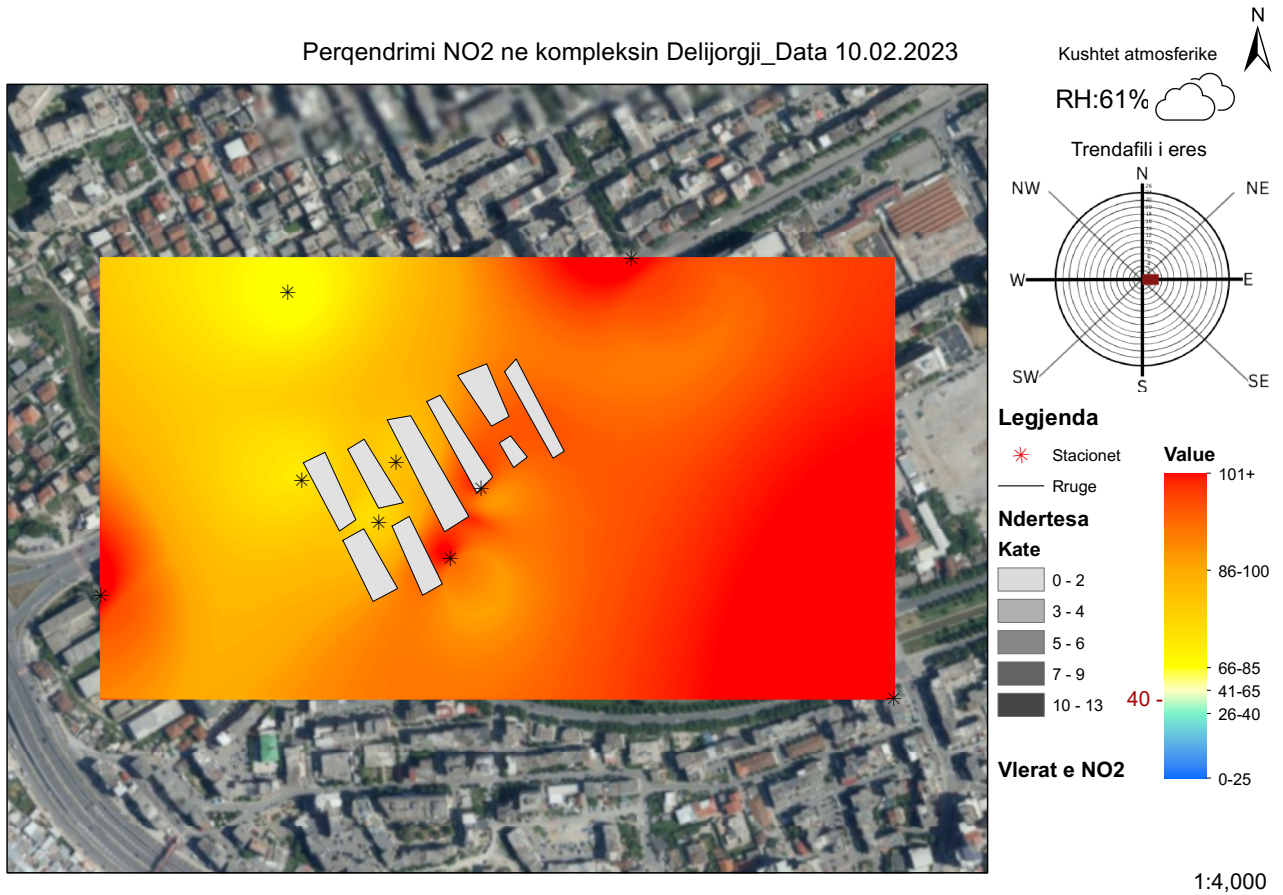 Perqendrimi NO2 ne kompleksin Delijorgji_Data 10.02.2023
N
Kushtet atmosferike
RH:61%
Trendafili i eres
N
NW
NE
W
E
SW
SE
S
Legjenda
Stacionet
Rruge
Ndertesa
Kate
0 - 2
3 - 4
5 - 6
7 - 9
10 - 13
Value
101+
86-100
66-85
41-65
40 -
26-40
0-25
Vlerat e NO2
1:4,000